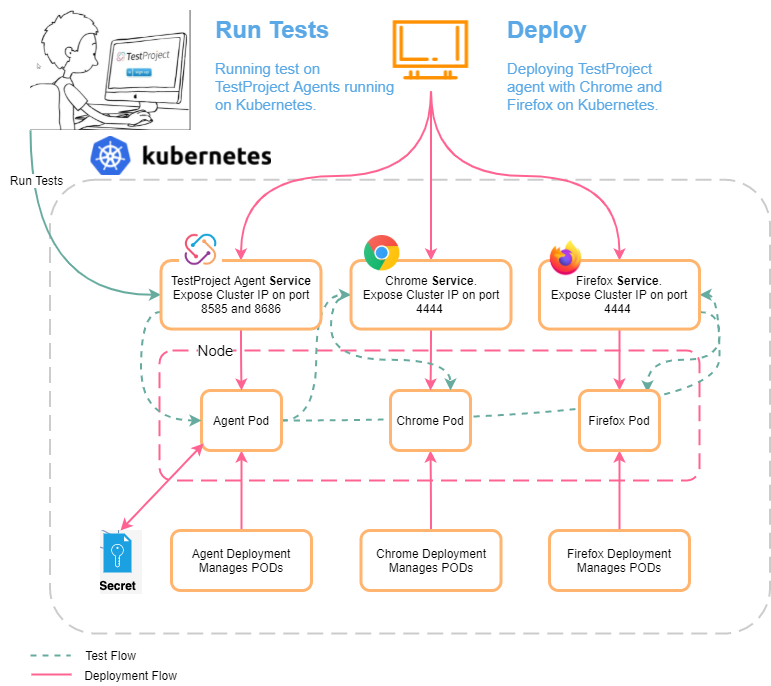 Run Tests
Running test on
TestProject Agents running
on Kubernetes.
Deploy
Deploying TestProject
agent with Chrome and
Firefox on Kubernetes.
TestProject
kubernetes
Run Tests
TestProject Agent Service
Expose Cluster IP on port
8585 and 8686
Chrome Service.
Expose Cluster IP on port
4444
Firefox Service.
Expose Cluster IP on port
4444
Node
Agent Pod
Chrome Pod
Firefox Pod
Secret
Agent Deployment
Manages PODs
Chrome Deployment
Manages PODs
Firefox Deployment
Manages PODs
Test Flow
Deployment Flow